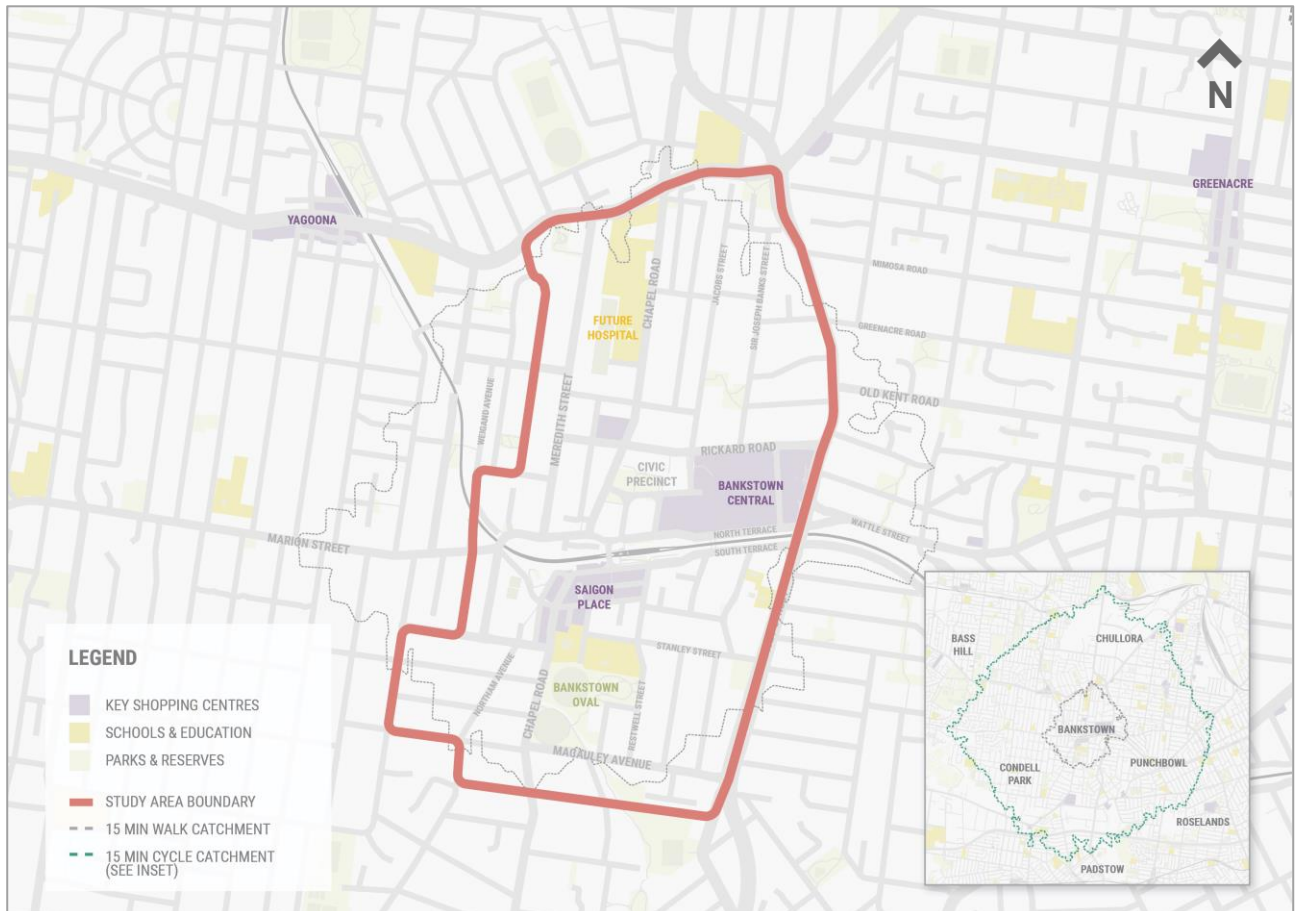 N
GREENACRE
YAGOONA
MIMOSA ROAD
JACOBS STREET
SIR JOSEPH BANKS STREET
CHAPEL ROAD
FUTURE
HOSPITAL
GREENACRE ROAD
OLD KENT ROAD
WEIGAND AVENUE
MEREDITH STREET
RICKARD ROAD
CIVIC
PRECINCT
BANKSTOWN
CENTRAL
WATTLE STREET
NORTH TERRACE
SOUTH TERRACE
MARION STREET
SAIGON
PLACE
STANLEY STREET
NORTHAM AVENUE
CHAPEL ROAD
BANKSTOWN
OVAL
RESTWELL STREET
MACAULEY AVENUE
LEGEND
KEY SHOPPING CENTRES
SCHOOLS & EDUCATION
PARKS & RESERVES
STUDY AREA BOUNDARY
15 MIN WALK CATCHMENT
15 MIN CYCLE CATCHMENT
(SEE INSET)
BASS
HILL
CHULLORA
BANKSTOWN
CONDELL
PARK
PUNCHBOWL
ROSELANDS
PADSTOW